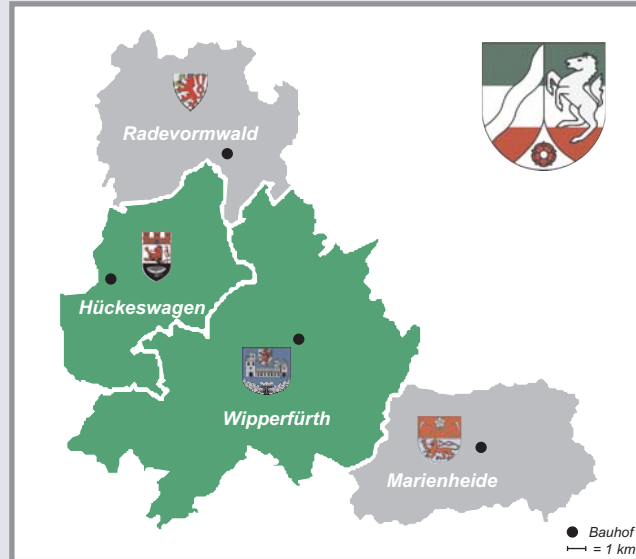 Radevormwald
Hückeswagen
Wipperfürth
Marienheide
Bauhof
= 1 km